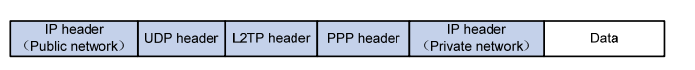 IP header
（Public network）
UDP header
L2TP header
PPP header
IP header
（Private network）
Data